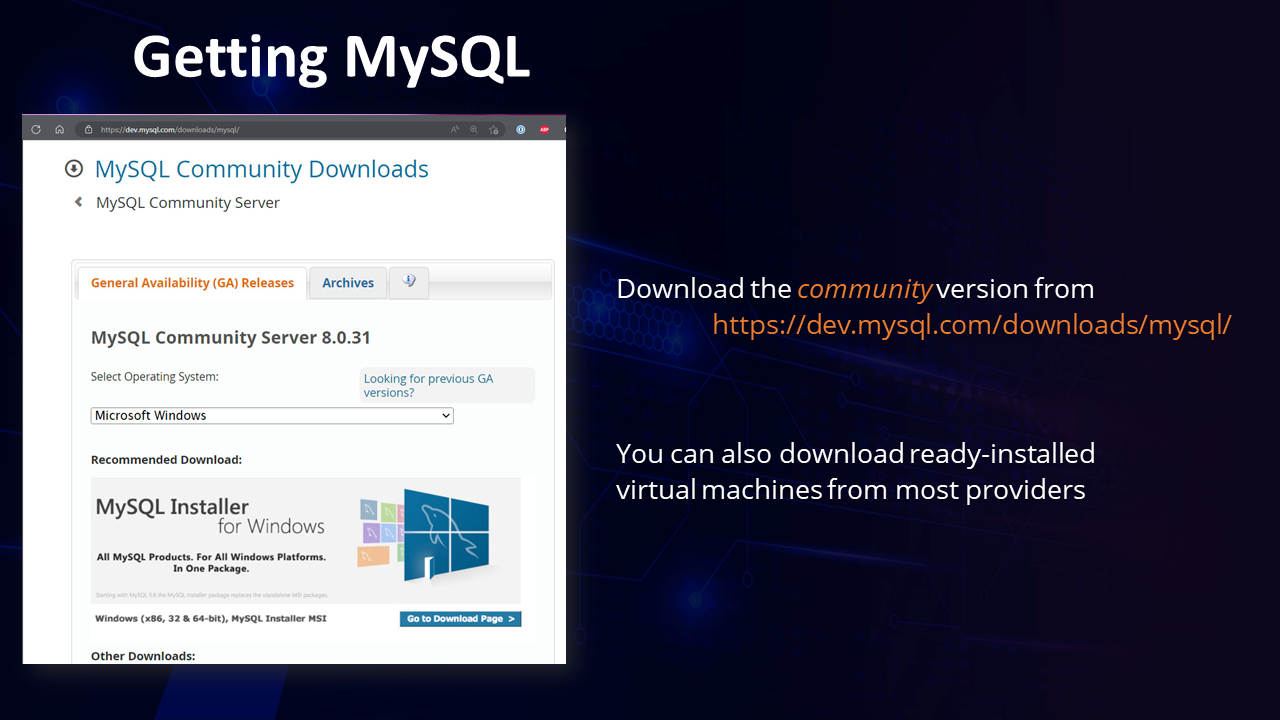 Getting MySQL
https://dev.mysql.com/downloads/mysql/
MySQL Community Downloads
MySQL Community Server
General Availability (GA) Releases
Archives
MySQL Community Server 8.0.31
Select Operating System:
Looking for previous GA
versions?
Microsoft Windows
Recommended Download:
MySQL Installer
for Windows
All MySQL Products. For All Windows Platforms.
In One Package.
Starting with MySQL 5.6 the MySQL Installer package replaces the standalone MSI packages.
Windows (x86, 32 & 64-bit), MySQL Installer MSI
Go to Download Page >
Other Downloads:
Download the community version from
https://dev.mysql.com/downloads/mysql/
You can also download ready-installed
virtual machines from most providers